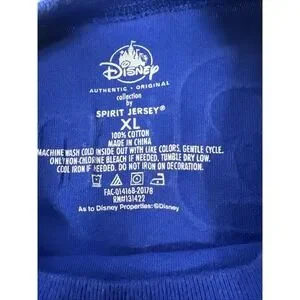 Disney
AUTHENTIC • ORIGINAL
collection
by
SPIRIT JERSEY®
XL
100% COTTON
MADE IN CHINA
MACHINE WASH COLD INSIDE OUT WITH LIKE COLORS, GENTLE CYCLE.
ONLY NON-CHLORINE BLEACH IF NEEDED. TUMBLE DRY LOW.
COOL IRON IF NEEDED. DO NOT IRON ON DECORATION.
FAC-014168-20178
RN#131422
As to Disney Properties:©Disney